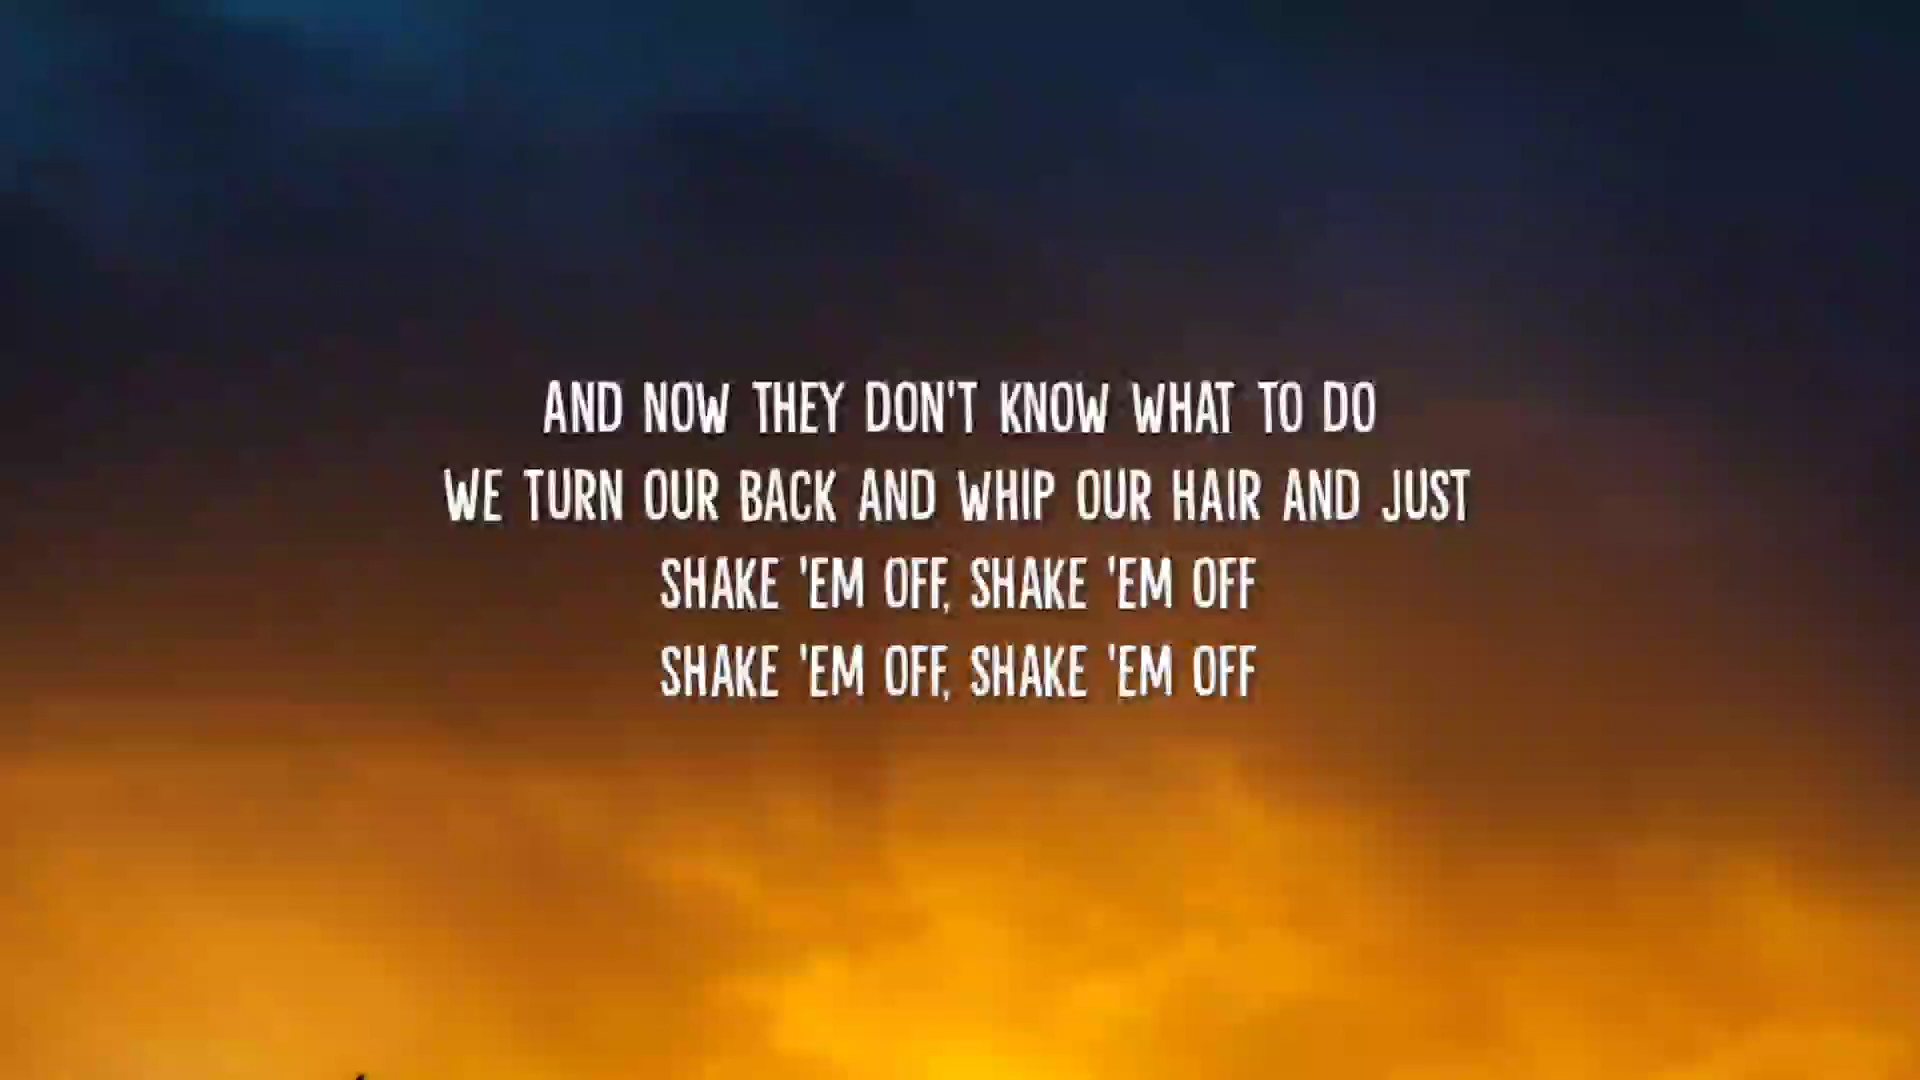 AND NOW THEY DON'T KNOW WHAT TO DO
WE TURN OUR BACK AND WHIP OUR HAIR AND JUST
SHAKE 'EM OFF, SHAKE 'EM OFF
SHAKE 'EM OFF, SHAKE 'EM OFF